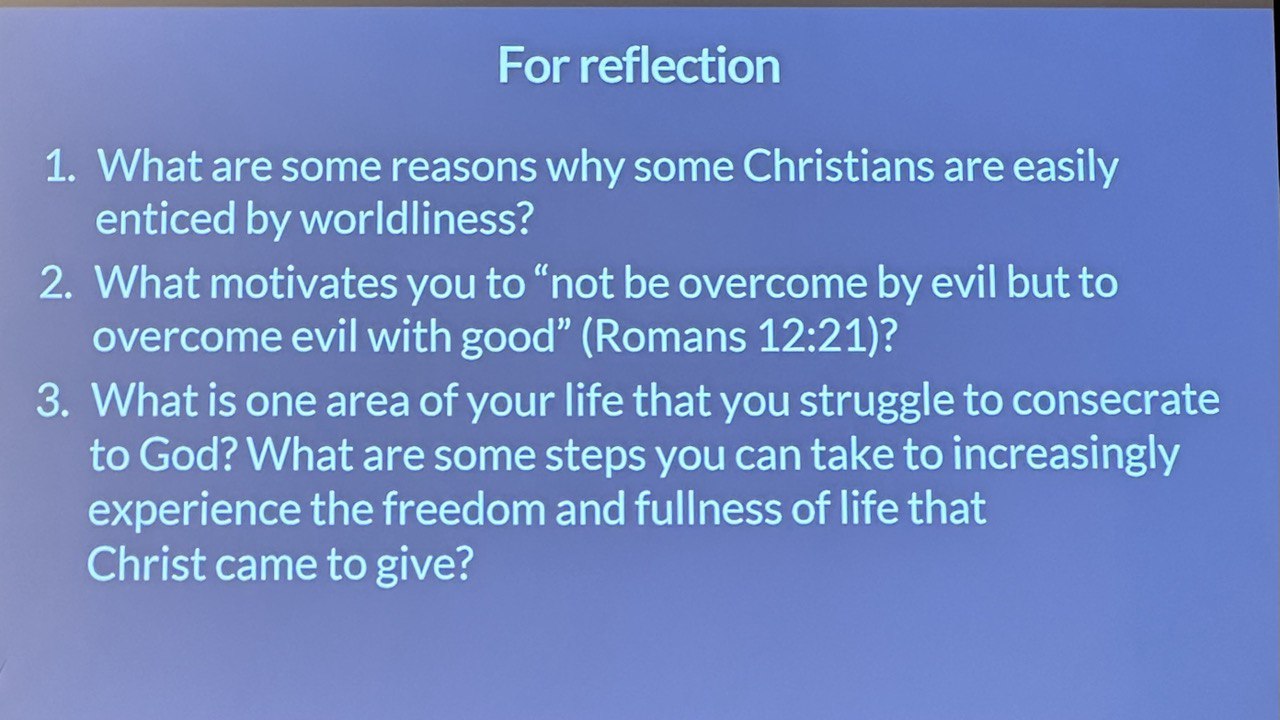 For reflection
1. What are some reasons why some Christians are easily
enticed by worldliness?
2. What motivates you to “not be overcome by evil but to
overcome evil with good” (Romans 12:21)?
3. What is one area of your life that you struggle to consecrate
to God? What are some steps you can take to increasingly
experience the freedom and fullness of life that
Christ came to give?